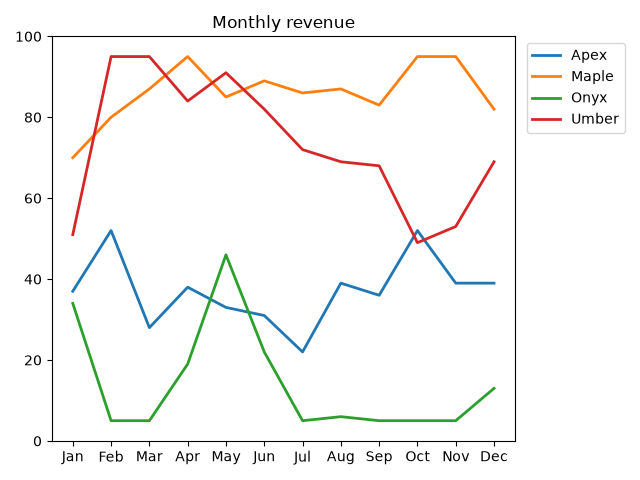 Monthly revenue
100
80
60
40
20
0
Jan Feb Mar Apr May Jun Jul Aug Sep Oct Nov Dec
Apex
Maple
Onyx
Umber